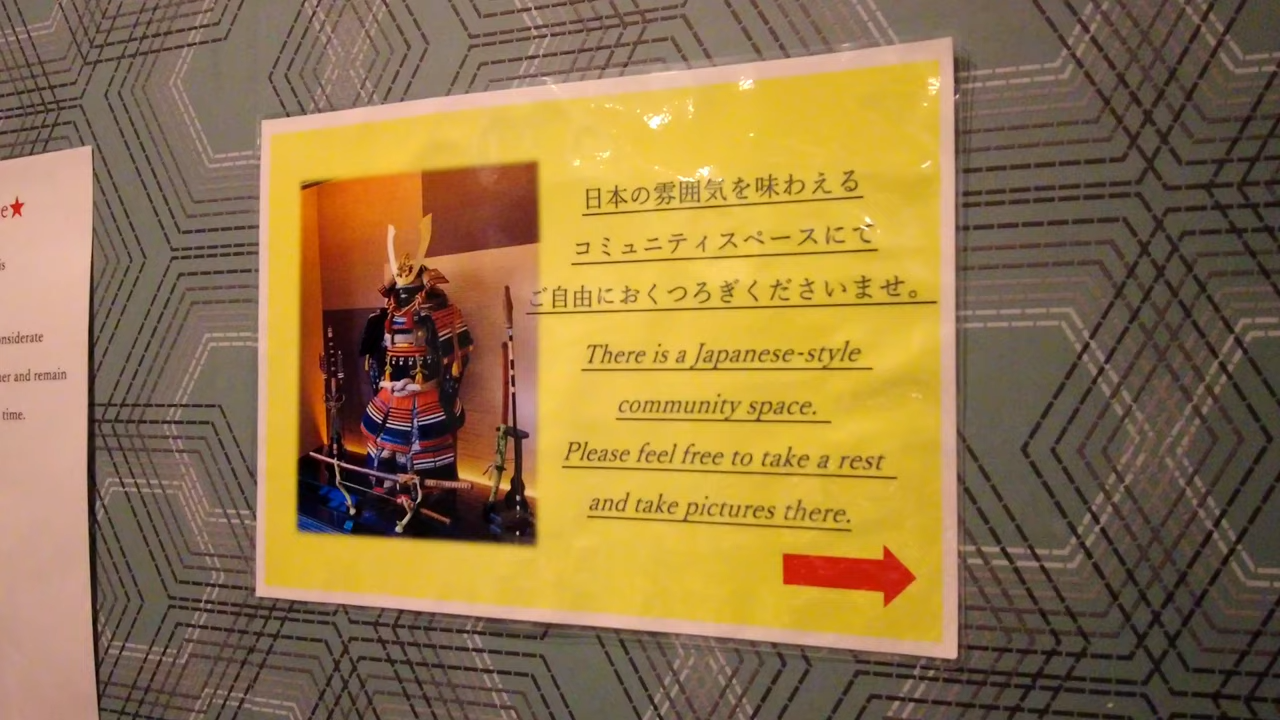 e★
is
nsiderate
er and remain
time.
日本の雰囲気を味わえる
コミュニティスペースにて
ご自由におくつろぎくださいませ。
There is a Japanese-style
community space.
Please feel free to take a rest
and take pictures there.